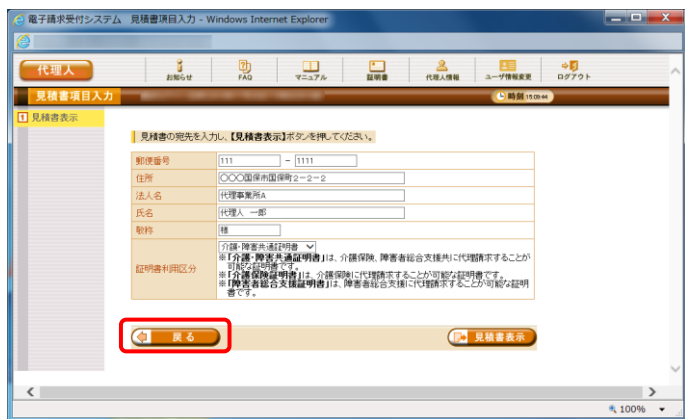 電子請求受付システム 見積書項目入力 - Windows Internet Explorer
代理人
お知らせ
FAQ
マニュアル
証明書
代理人情報
ユーザ情報変更
ログアウト
見積書項目入力
時刻 15:09:44
1 見積書表示
見積書の宛先を入力し、【見積書表示】ボタンを押してください。
郵便番号 111 - 1111
住所 〇〇〇国保市国保町2-2-2
法人名 代理事業所A
氏名 代理人 一郎
敬称 様
証明書利用区分 介護・障害共通証明書
※「介護・障害共通証明書」は、介護保険、障害者総合支援共に代理請求することが
可能な証明書です。
※「介護保険証明書」は、介護保険に代理請求することが可能な証明書です。
※「障害者総合支援証明書」は、障害者総合支援に代理請求することが可能な証明
書です。
戻る
見積書表示
100%